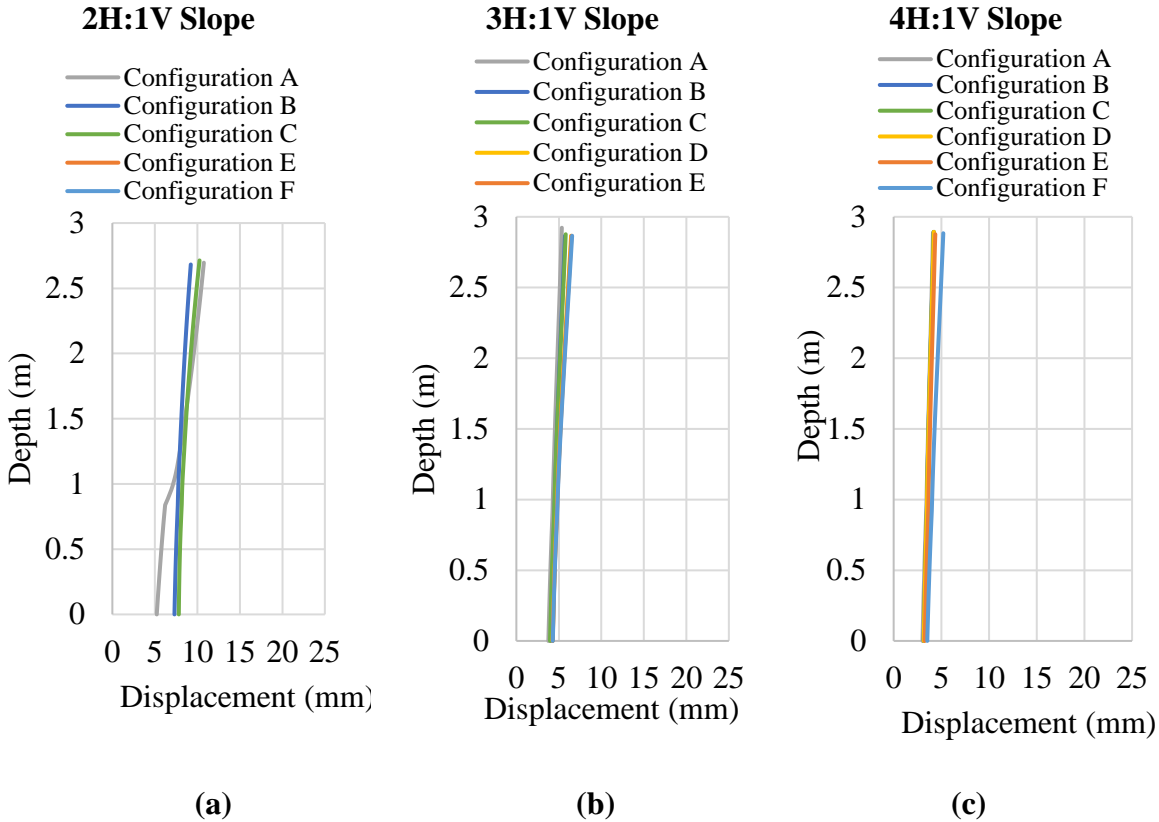 2H:1V Slope
Configuration A
Configuration B
Configuration C
Configuration E
Configuration F
3
2.5
2
1.5
1
0.5
0
Depth (m)
0 5 10 15 20 25
Displacement (mm)
(a)
3H:1V Slope
Configuration A
Configuration B
Configuration C
Configuration D
Configuration E
3
2.5
2
1.5
1
0.5
0
Depth (m)
0 5 10 15 20 25
Displacement (mm)
(b)
4H:1V Slope
Configuration A
Configuration B
Configuration C
Configuration D
Configuration E
Configuration F
3
2.5
2
1.5
1
0.5
0
Depth (m)
0 5 10 15 20 25
Displacement (mm)
(c)